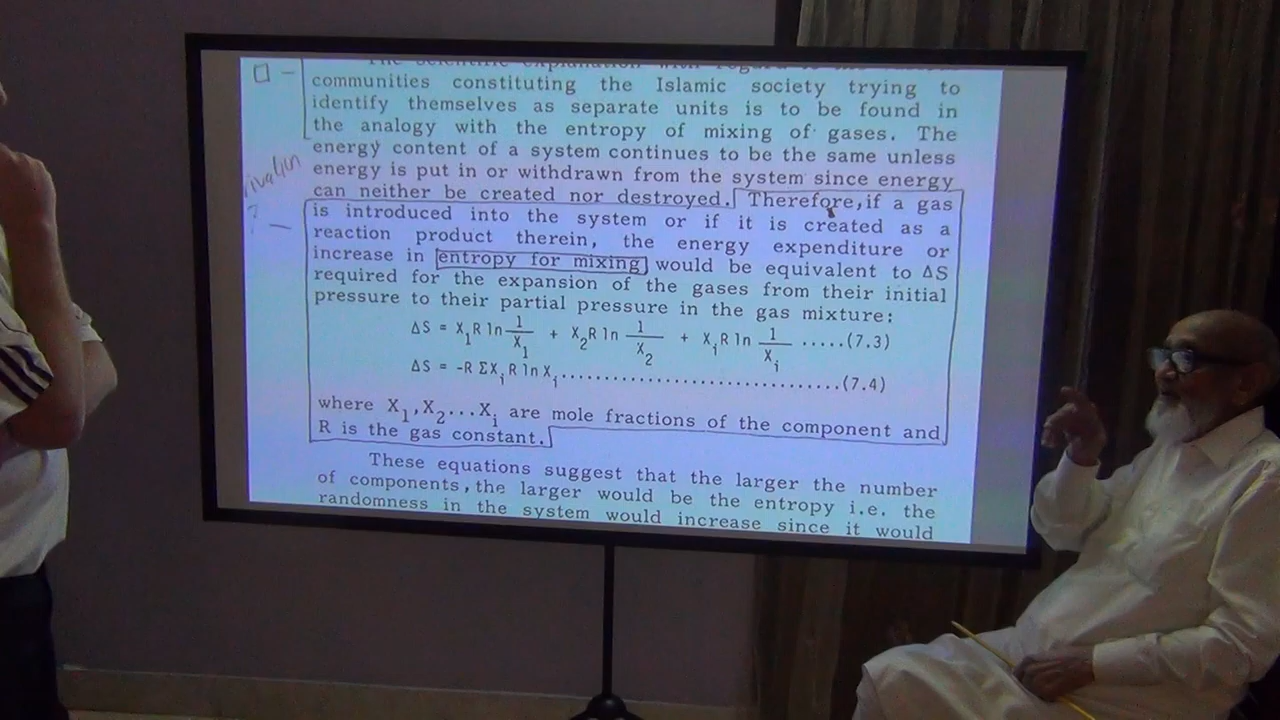 The scientific explanation with regard to the
communities constituting the Islamic society trying to
identify themselves as separate units is to be found in
the analogy with the entropy of mixing of gases. The
energy content of a system continues to be the same unless
energy is put in or withdrawn from the system since energy
can neither be created nor destroyed. Therefore, if a gas
is introduced into the system or if it is created as a
reaction product therein, the energy expenditure or
increase in entropy for mixing would be equivalent to ΔS
required for the expansion of the gases from their initial
pressure to their partial pressure in the gas mixture:
ΔS = X₁R ln 1/X₁ + X₂R ln 1/X₂ + XᵢR ln 1/Xᵢ .....(7.3)
ΔS = -R ΣXᵢR ln Xᵢ.................................(7.4)
where X₁,X₂...Xᵢ are mole fractions of the component and
R is the gas constant.
These equations suggest that the larger the number
of components, the larger would be the entropy i.e. the
randomness in the system would increase since it would